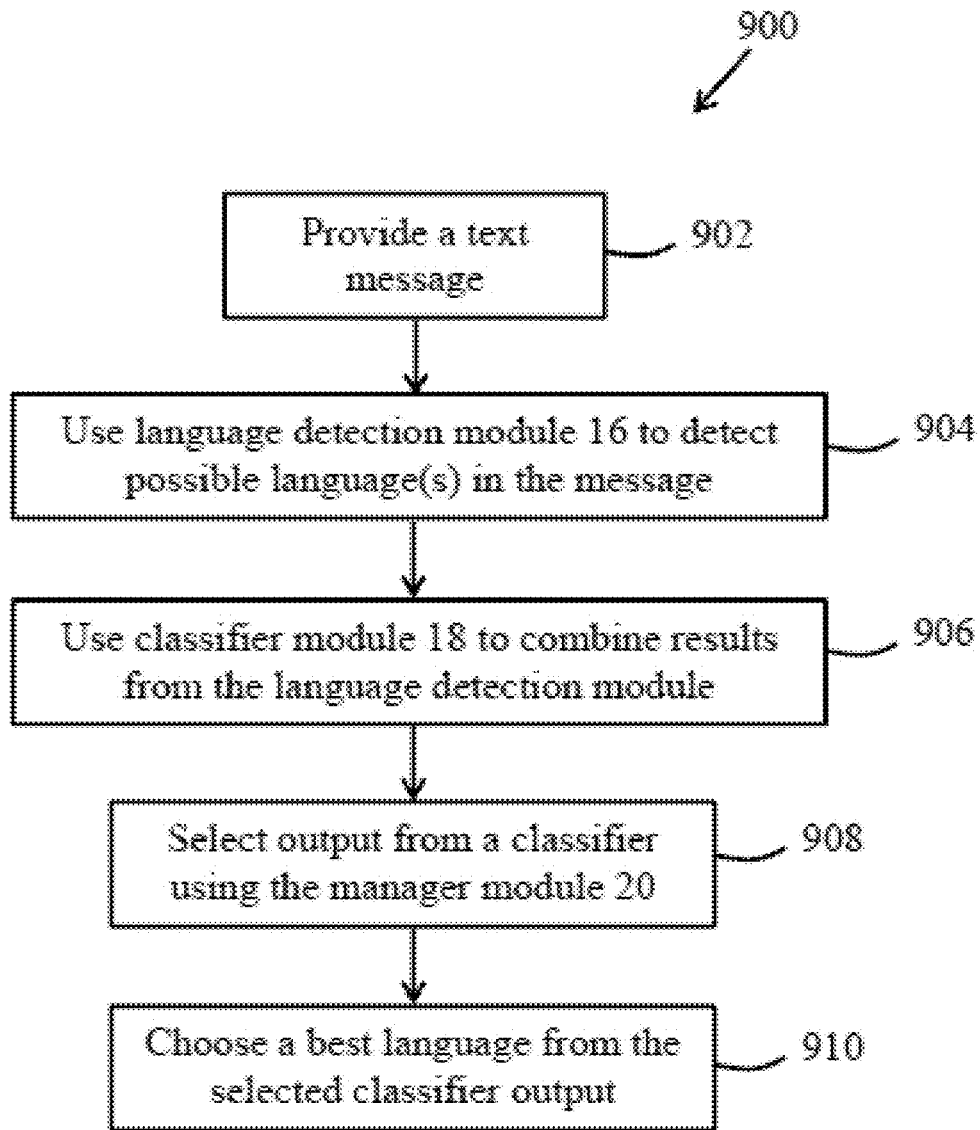 900
Provide a text
message
902
Use language detection module 16 to detect
possible language(s) in the message
904
Use classifier module 18 to combine results
from the language detection module
906
Select output from a classifier
using the manager module 20
908
Choose a best language from the
selected classifier output
910